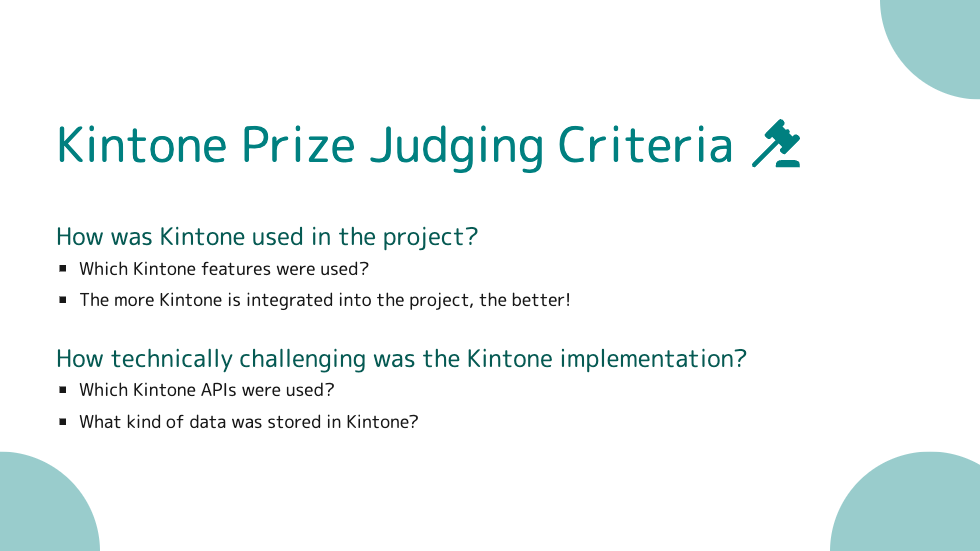 Kintone Prize Judging Criteria
How was Kintone used in the project?
▪ Which Kintone features were used?
▪ The more Kintone is integrated into the project, the better!
How technically challenging was the Kintone implementation?
▪ Which Kintone APIs were used?
▪ What kind of data was stored in Kintone?